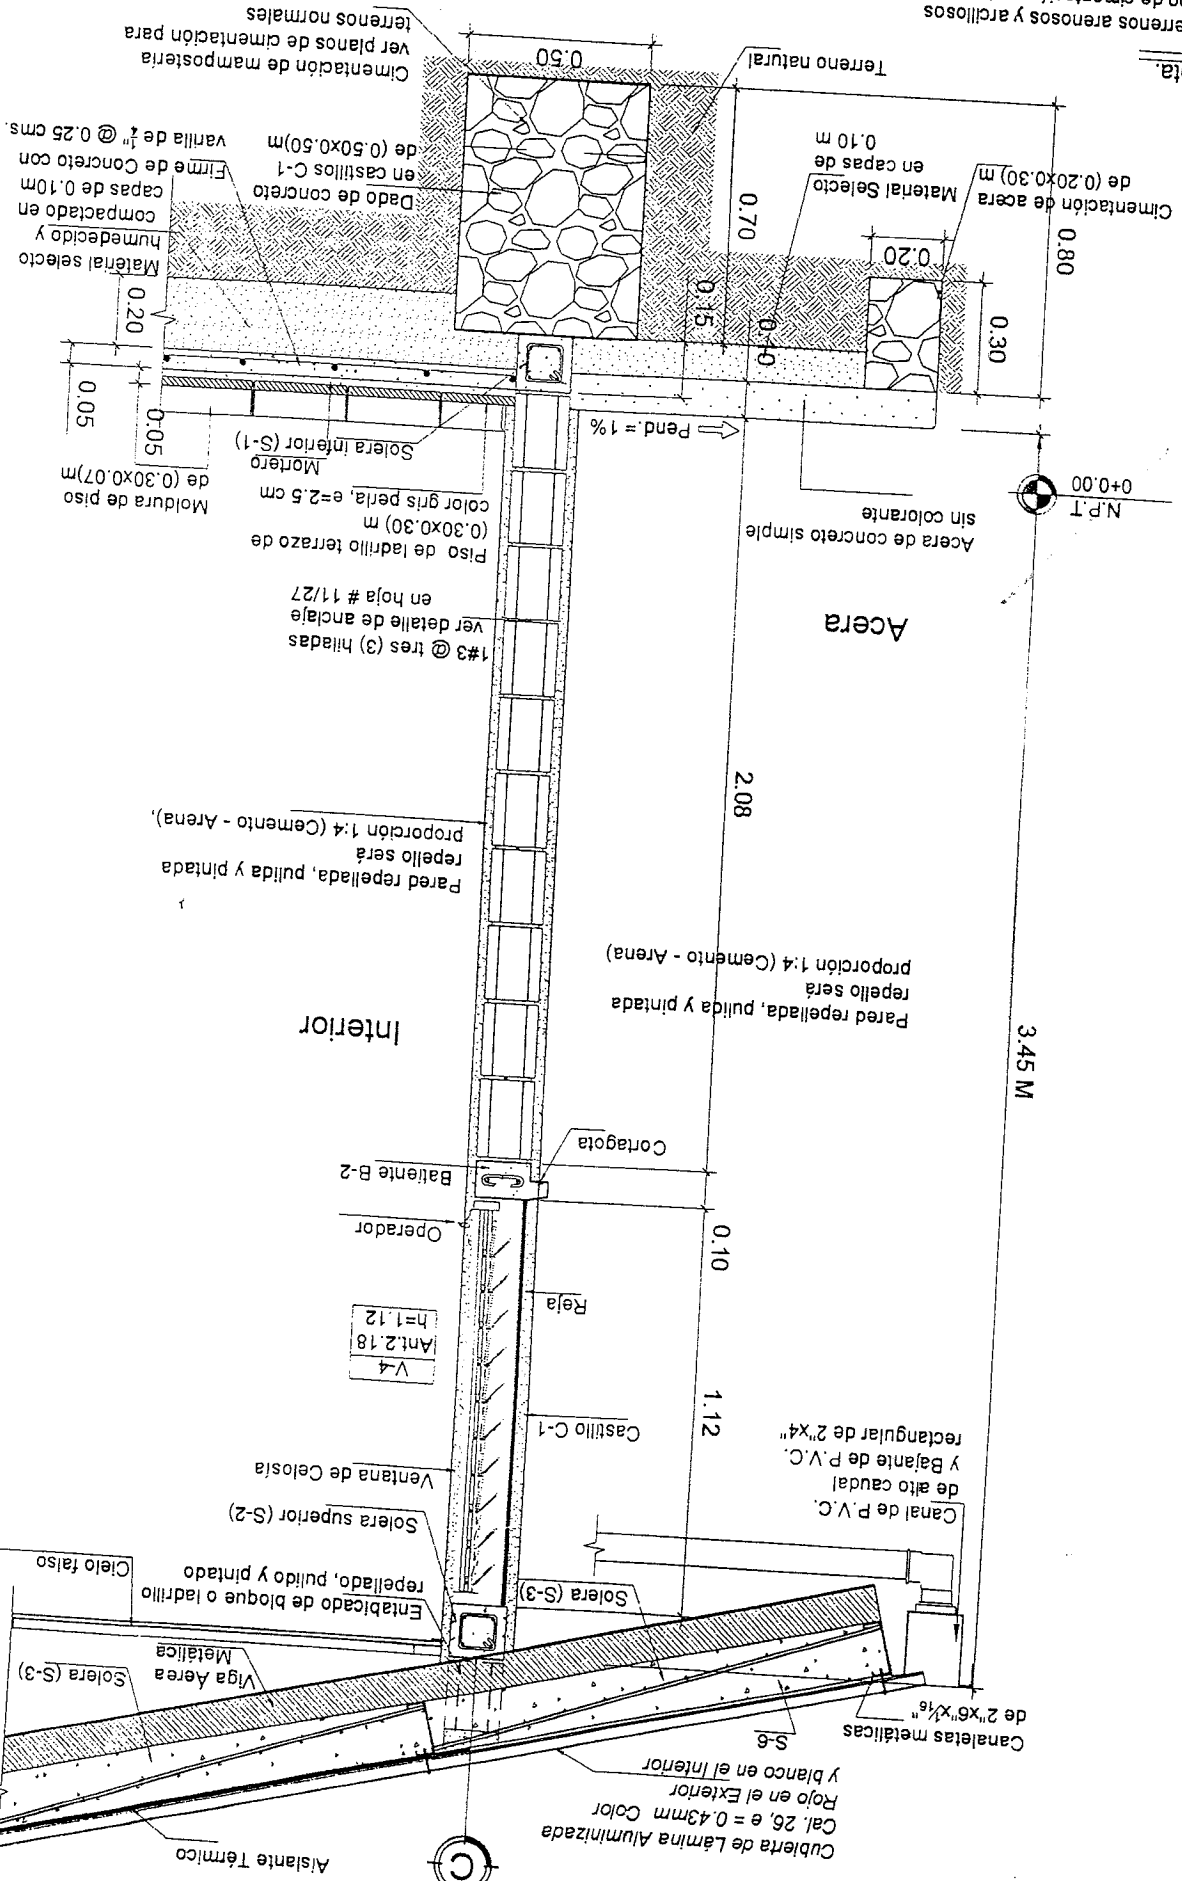 C
Aislante Térmico
Cubierta de Lámina Aluminizada
Cal. 26, e = 0.43mm Color
Rojo en el Exterior
y blanco en el Interior
S-6
Canaletas metálicas
de 2"x6"x1/16"
Solera (S-3)
Viga Aerea
Metálica
Cielo falso
Solera (S-3)
Entabicado de bloque o ladrillo
repellado, pulido y pintado
Solera superior (S-2)
Ventana de Celosía
Canal de P.V.C.
de alto caudal
y Bajante de P.V.C.
rectangular de 2"x4"
Castillo C-1
1.12
V-4
Ant.2.18
h=1.12
Reja
Operador
0.10
Batiente B-2
Cortagota
3.45 M
Interior
Pared repellada, pulida y pintada
repello será
proporción 1:4 (Cemento - Arena)
Pared repellada, pulida y pintada
repello será
proporción 1:4 (Cemento - Arena),
2.08
Acera
1#3 @ tres (3) hiladas
ver detalle de anclaje
en hoja # 11/27
Piso de ladrillo terrazo de
(0.30x0.30) m
color gris perla, e=2.5 cm
Mortero
Solera inferior (S-1)
Moldura de piso
de (0.30x0.07)m
Acera de concreto simple
sin colorante
N.P.T
0+0.00
Pend.= 1%
0.05
0.05
0.20
0.10
0.15
0.30
0.20
0.70
0.80
Material selecto
humedecido y
compactado en
capas de 0.10m
Firme de Concreto con
varilla de 1/4" @ 0.25 cms.
Dado de concreto
en castillos C-1
de (0.50x0.50)m
Material Selecto
en capas de
0.10 m
Cimentación de acera
de (0.20x0.30) m
Terreno natural
0.50
Cimentación de mampostería
ver planos de cimentación para
terrenos normales
ta.
terrenos arenosos y arcillosos